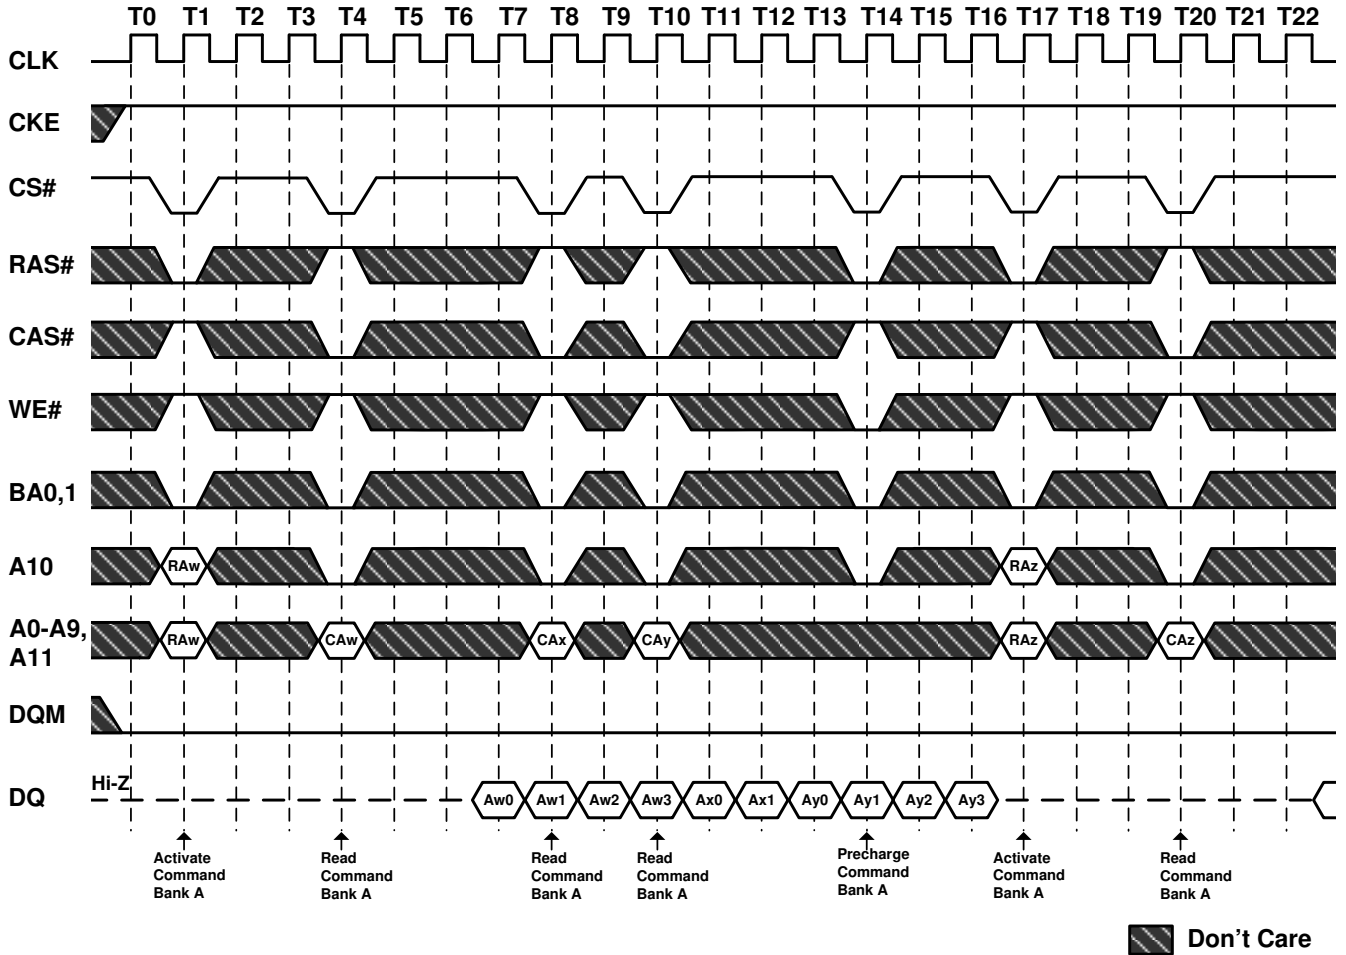 T0 T1 T2 T3 T4 T5 T6 T7 T8 T9 T10 T11 T12 T13 T14 T15 T16 T17 T18 T19 T20 T21 T22
CLK
CKE
CS#
RAS#
CAS#
WE#
BA0,1
A10 RAw RAz
A0-A9,
A11
RAw CAw CAx CAy RAz CAz
DQM
Hi-Z
DQ Aw0 Aw1 Aw2 Aw3 Ax0 Ax1 Ay0 Ay1 Ay2 Ay3
Activate
Command
Bank A
Read
Command
Bank A
Read
Command
Bank A
Read
Command
Bank A
Precharge
Command
Bank A
Activate
Command
Bank A
Read
Command
Bank A
Don't Care